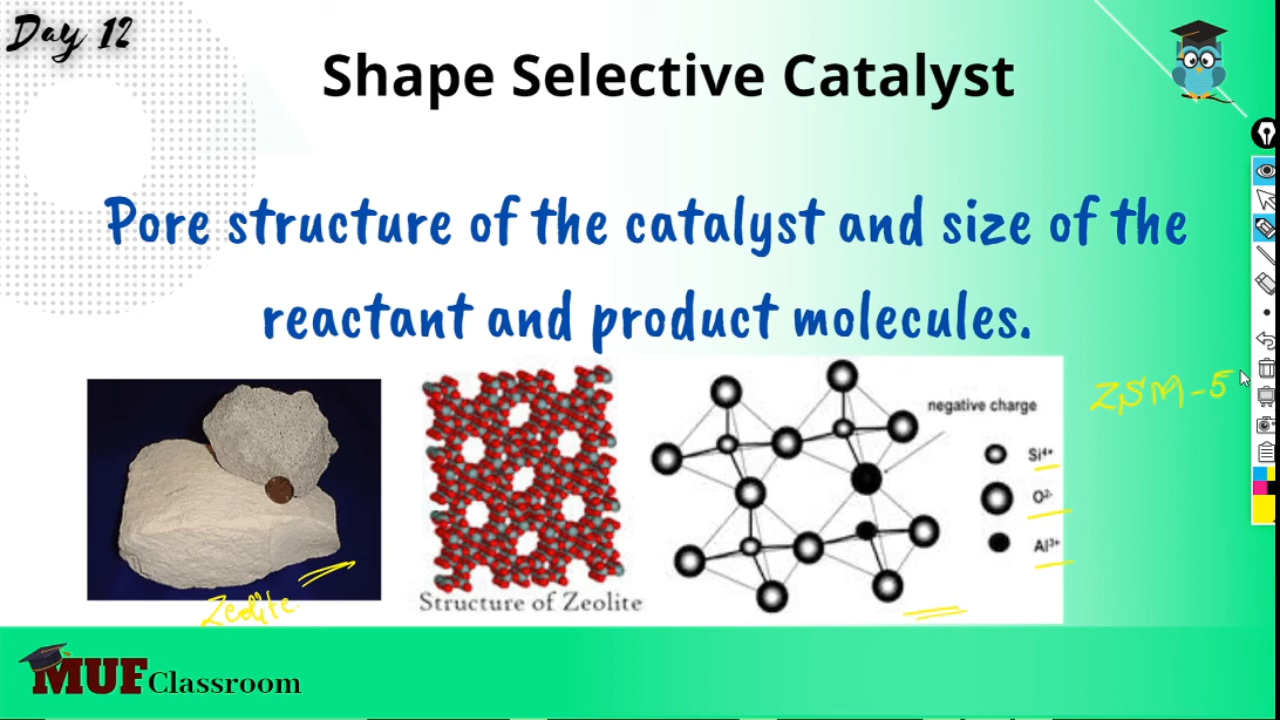 Day 12
Shape Selective Catalyst
Pore structure of the catalyst and size of the
reactant and product molecules.
negative charge
Si⁴⁺
O²⁻
Al³⁺
ZSM-5
Zeolite
Structure of Zeolite
MUF Classroom